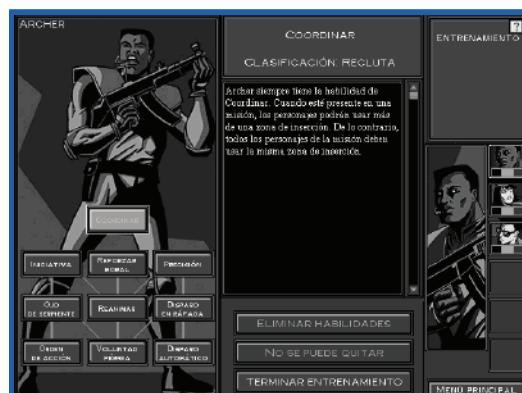 ARCHER
COORDINAR
CLASIFICACIÓN: RECLUTA
Archer siempre tiene la habilidad de
Coordinar. Cuando esté presente en una
misión, los personajes podrán usar más
de una zona de inserción. De lo contrario,
todos los personajes de la misión deben
usar la misma zona de inserción.
?
ENTRENAMIENTO
COORDINAR
INICIATIVA
REFORZAR
MORAL
PRECISIÓN
OJO
DE SERPIENTE
REANIMAR
DISPARO
EN RÁFAGA
ORDEN
DE ACCIÓN
VOLUNTAD
FÉRREA
DISPARO
AUTOMÁTICO
ELIMINAR HABILIDADES
NO SE PUEDE QUITAR
TERMINAR ENTRENAMIENTO
MENÚ PRINCIPAL